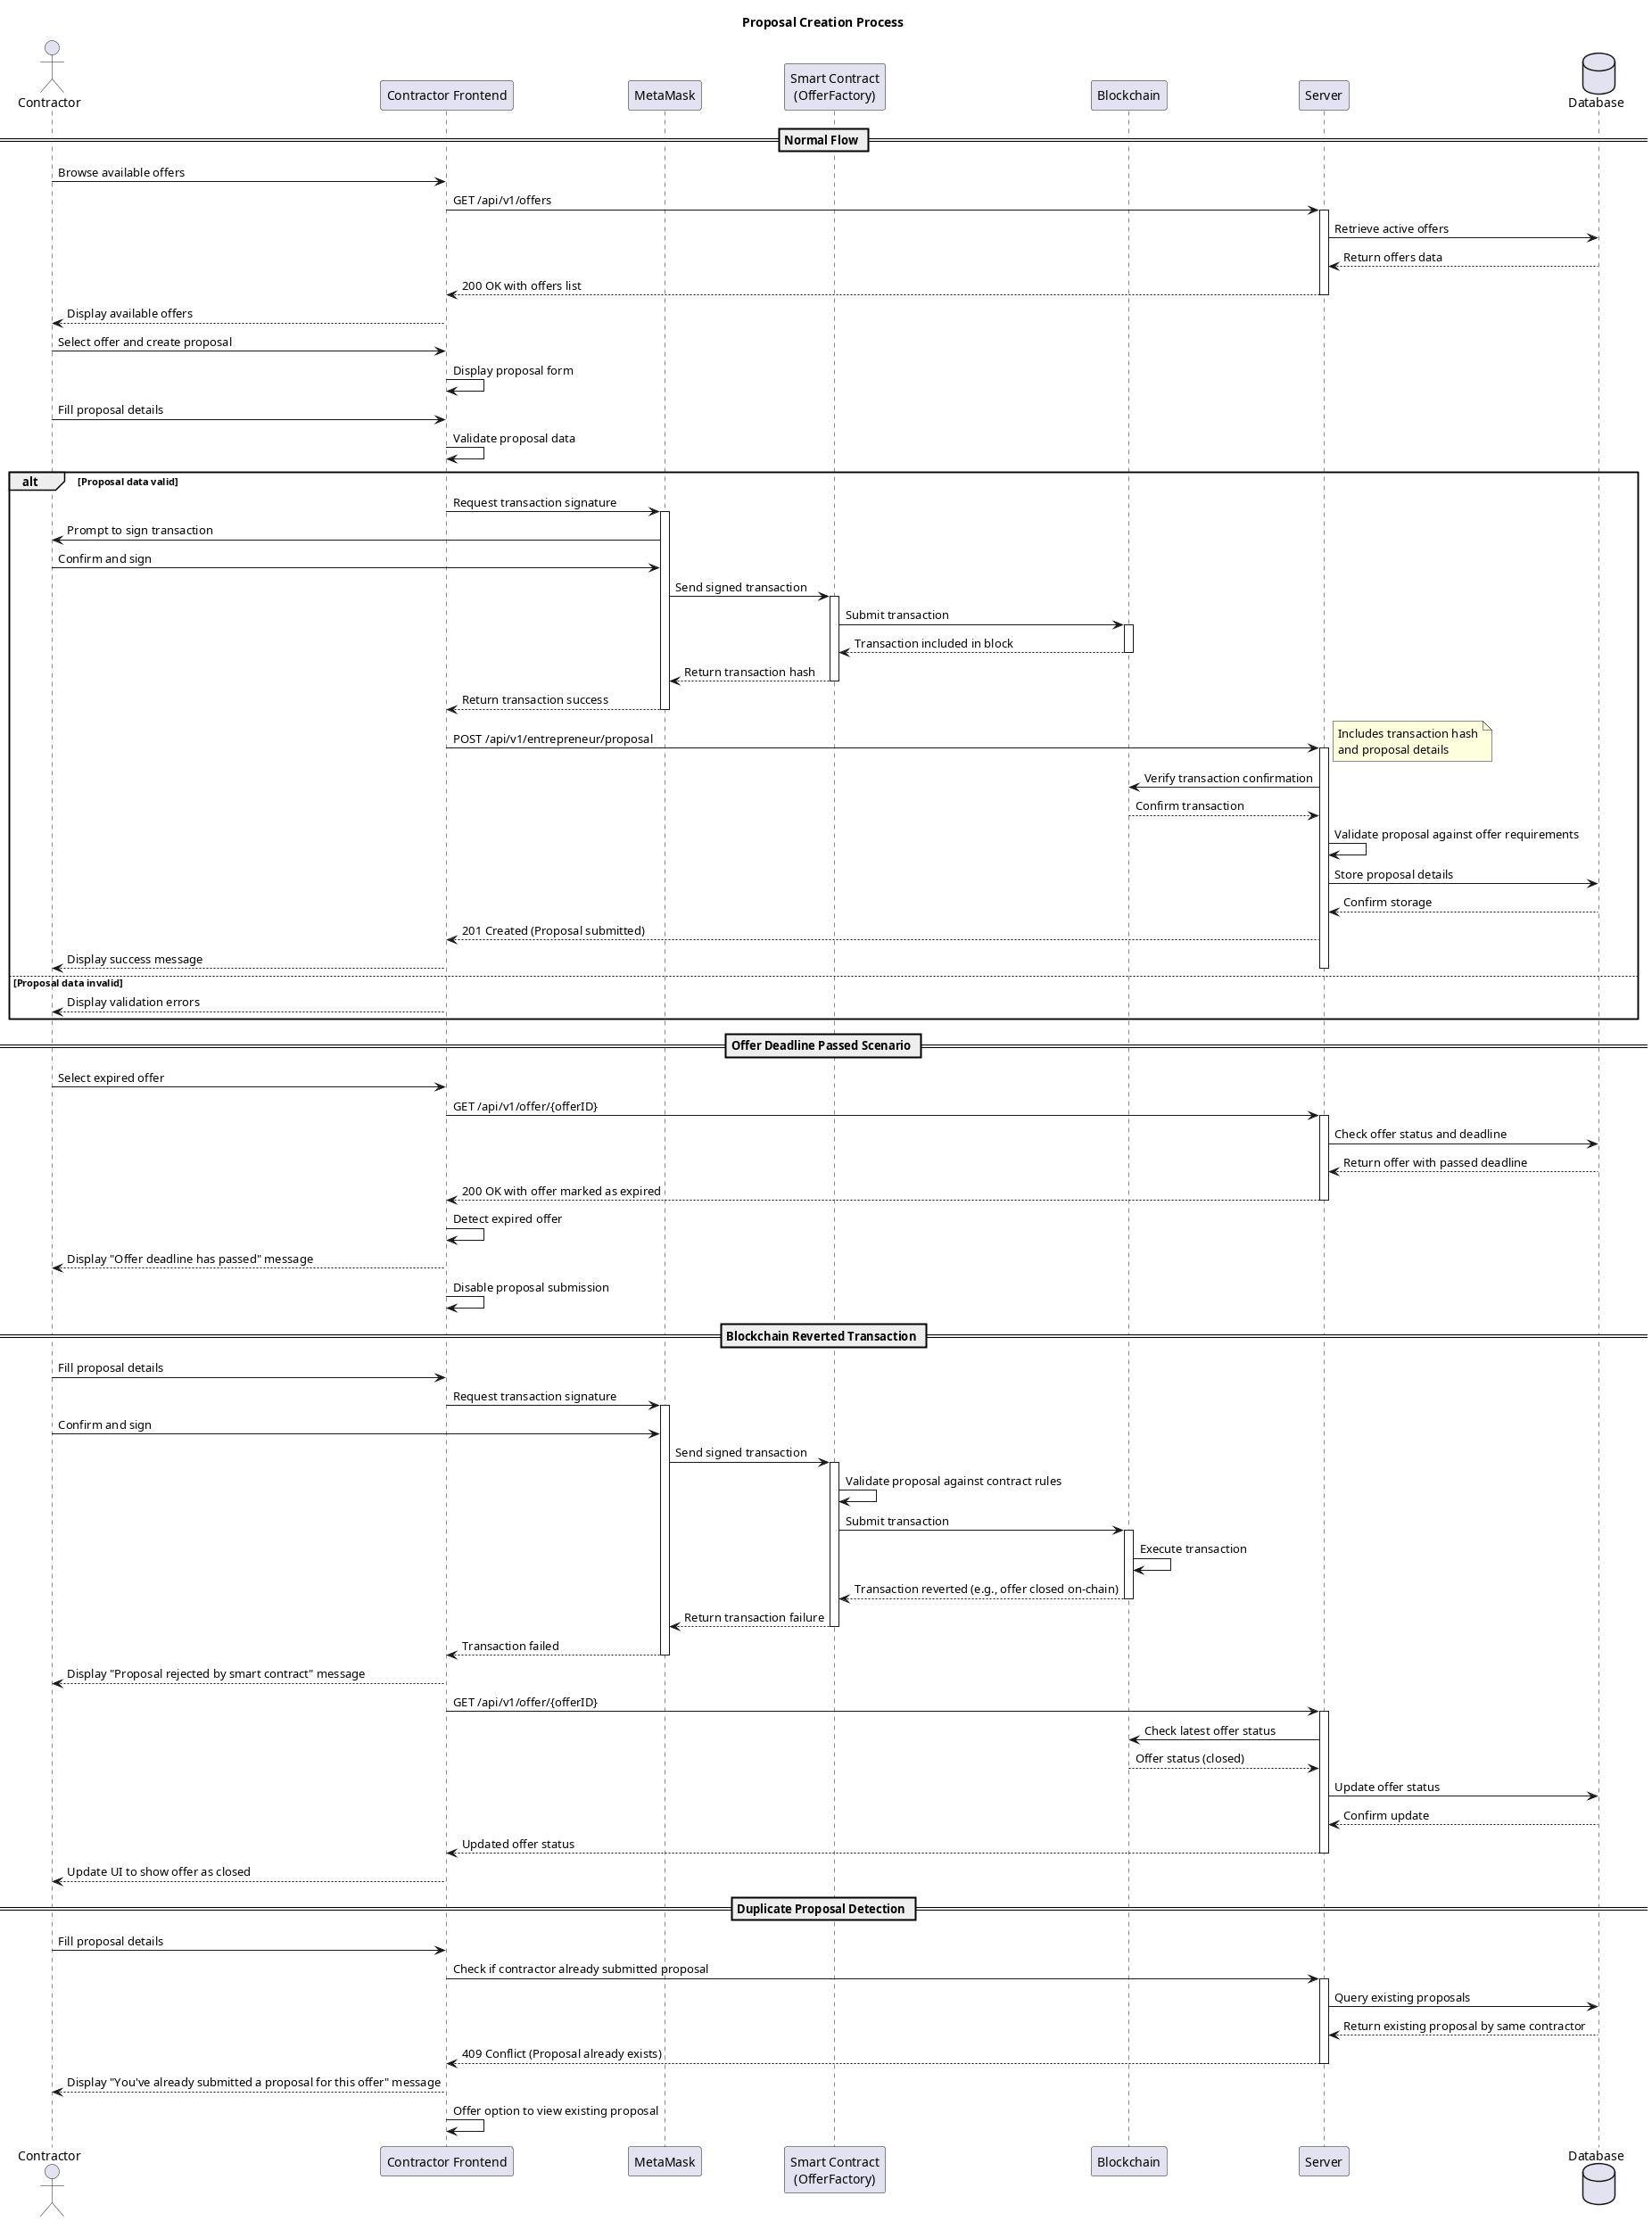 Proposal Creation Process
Contractor
Contractor Frontend
MetaMask
Smart Contract
(OfferFactory)
Blockchain
Server
Database
Normal Flow
Browse available offers
GET /api/v1/offers
Retrieve active offers
Return offers data
200 OK with offers list
Display available offers
Select offer and create proposal
Display proposal form
Fill proposal details
Validate proposal data
alt [Proposal data valid]
Request transaction signature
Prompt to sign transaction
Confirm and sign
Send signed transaction
Submit transaction
Transaction included in block
Return transaction hash
Return transaction success
POST /api/v1/entrepreneur/proposal
Includes transaction hash
and proposal details
Verify transaction confirmation
Confirm transaction
Validate proposal against offer requirements
Store proposal details
Confirm storage
201 Created (Proposal submitted)
Display success message
[Proposal data invalid]
Display validation errors
Offer Deadline Passed Scenario
Select expired offer
GET /api/v1/offer/{offerID}
Check offer status and deadline
Return offer with passed deadline
200 OK with offer marked as expired
Detect expired offer
Display "Offer deadline has passed" message
Disable proposal submission
Blockchain Reverted Transaction
Fill proposal details
Request transaction signature
Confirm and sign
Send signed transaction
Validate proposal against contract rules
Submit transaction
Execute transaction
Transaction reverted (e.g., offer closed on-chain)
Return transaction failure
Transaction failed
Display "Proposal rejected by smart contract" message
GET /api/v1/offer/{offerID}
Check latest offer status
Offer status (closed)
Update offer status
Confirm update
Updated offer status
Update UI to show offer as closed
Duplicate Proposal Detection
Fill proposal details
Check if contractor already submitted proposal
Query existing proposals
Return existing proposal by same contractor
409 Conflict (Proposal already exists)
Display "You've already submitted a proposal for this offer" message
Offer option to view existing proposal
Contractor
Contractor Frontend
MetaMask
Smart Contract
(OfferFactory)
Blockchain
Server
Database